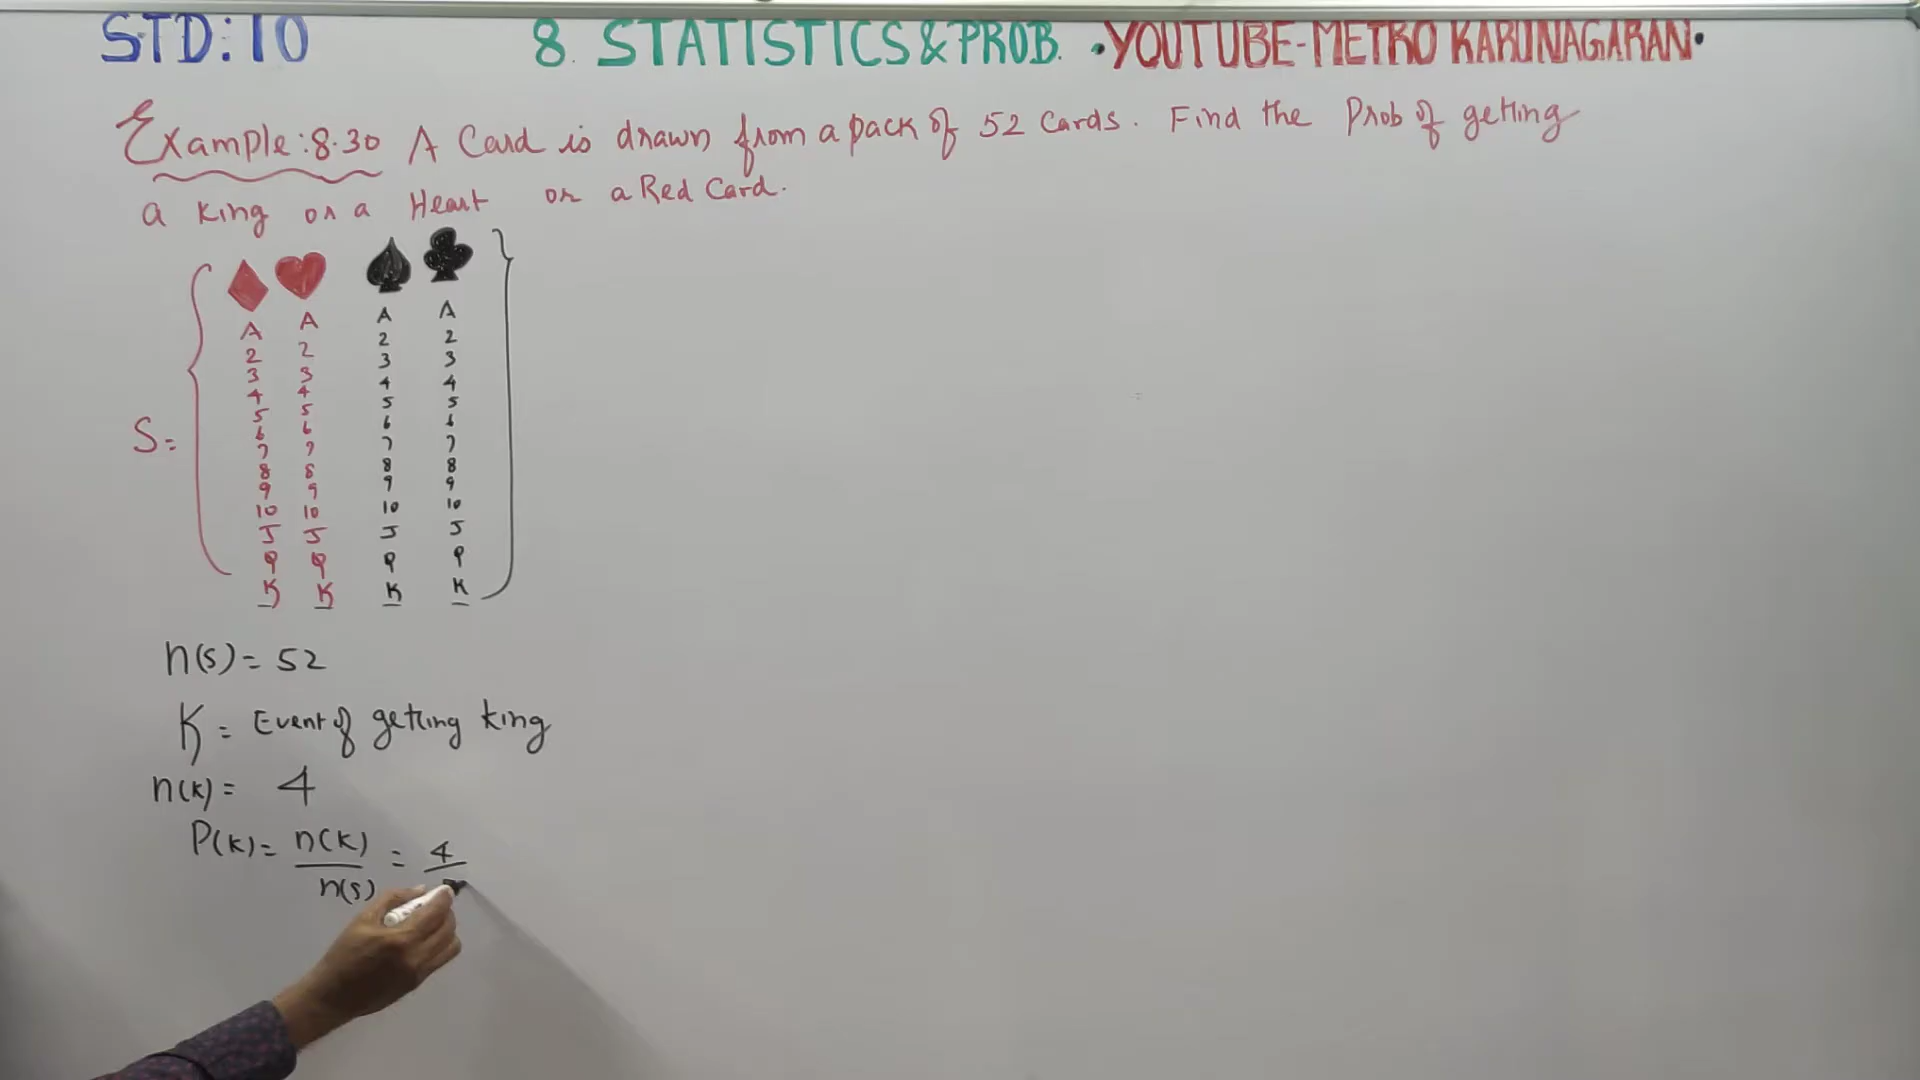 STD:10 8. STATISTICS & PROB. •YOUTUBE-METRO KARUNAGARAN•
Example:8.30 A Card is drawn from a pack of 52 cards. Find the Prob of getting
a King or a Heart or a Red Card.
A A A A
2 2 2 2
3 3 3 3
4 4 4 4
5 5 5 5
6 6 6 6
7 7 7 7
8 8 8 8
S=
9 9 9 9
10 10 10 10
J J J J
Q Q Q Q
K K K K
n(s) = 52
K = Event of getting king
n(k) = 4
P(k) = n(k)/n(s) = 4/